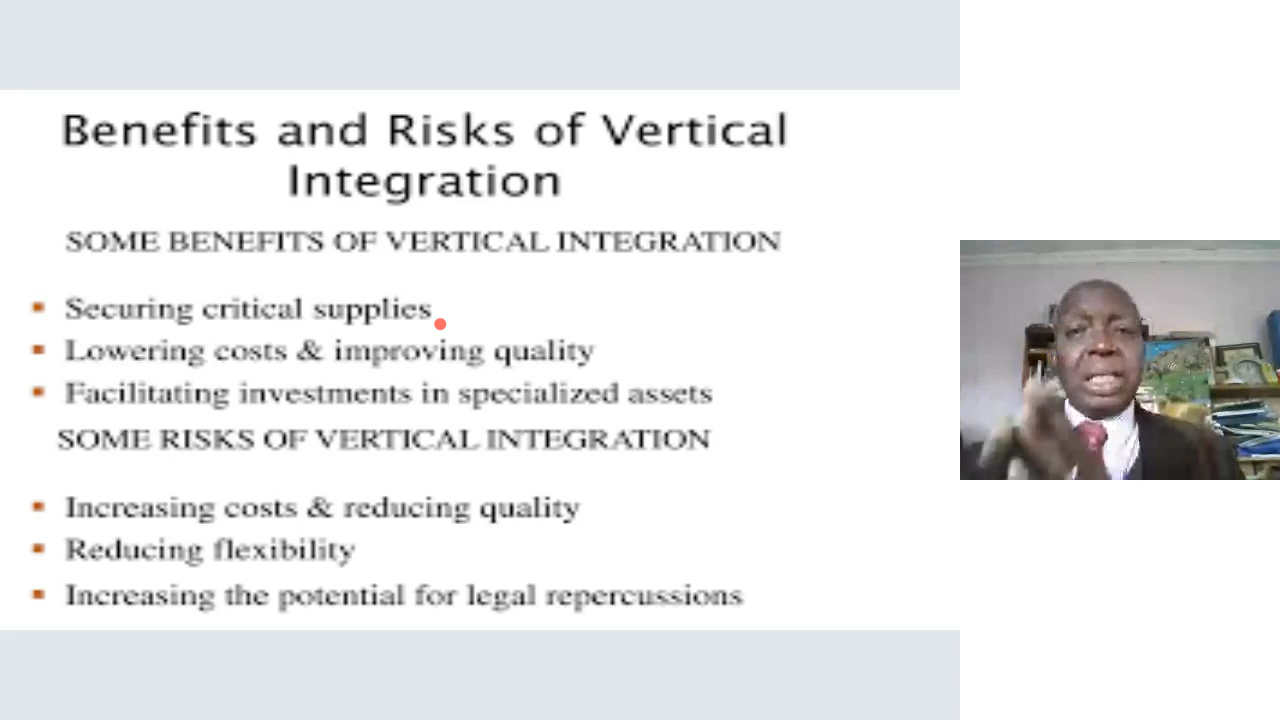 Benefits and Risks of Vertical
Integration
SOME BENEFITS OF VERTICAL INTEGRATION
Securing critical supplies
Lowering costs & improving quality
Facilitating investments in specialized assets
SOME RISKS OF VERTICAL INTEGRATION
Increasing costs & reducing quality
Reducing flexibility
Increasing the potential for legal repercussions